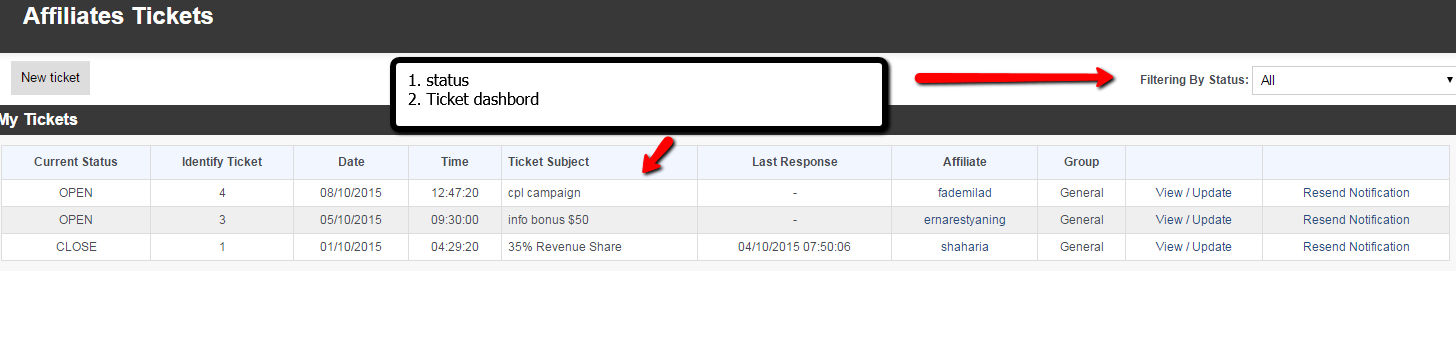 Affiliates Tickets
New ticket
1. status
2. Ticket dashbord
Filtering By Status: All
My Tickets
Current Status Identify Ticket Date Time Ticket Subject Last Response Affiliate Group
OPEN 4 08/10/2015 12:47:20 cpl campaign - fademilad General View / Update Resend Notification
OPEN 3 05/10/2015 09:30:00 info bonus $50 - ernarestyaning General View / Update Resend Notification
CLOSE 1 01/10/2015 04:29:20 35% Revenue Share 04/10/2015 07:50:06 shaharia General View / Update Resend Notification